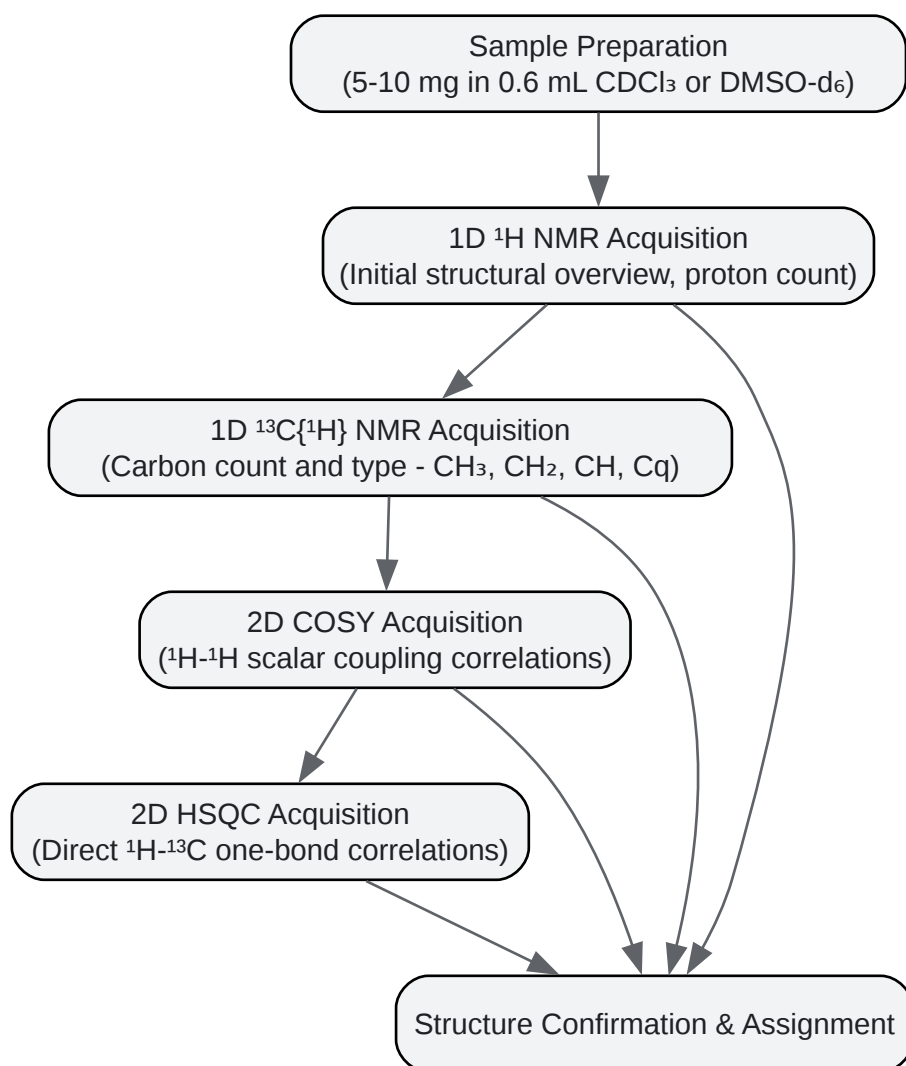 Sample Preparation
(5-10 mg in 0.6 mL CDCl₃ or DMSO-d₆)
1D ¹H NMR Acquisition
(Initial structural overview, proton count)
1D ¹³C{¹H} NMR Acquisition
(Carbon count and type - CH₃, CH₂, CH, Cq)
2D COSY Acquisition
(¹H-¹H scalar coupling correlations)
2D HSQC Acquisition
(Direct ¹H-¹³C one-bond correlations)
Structure Confirmation & Assignment